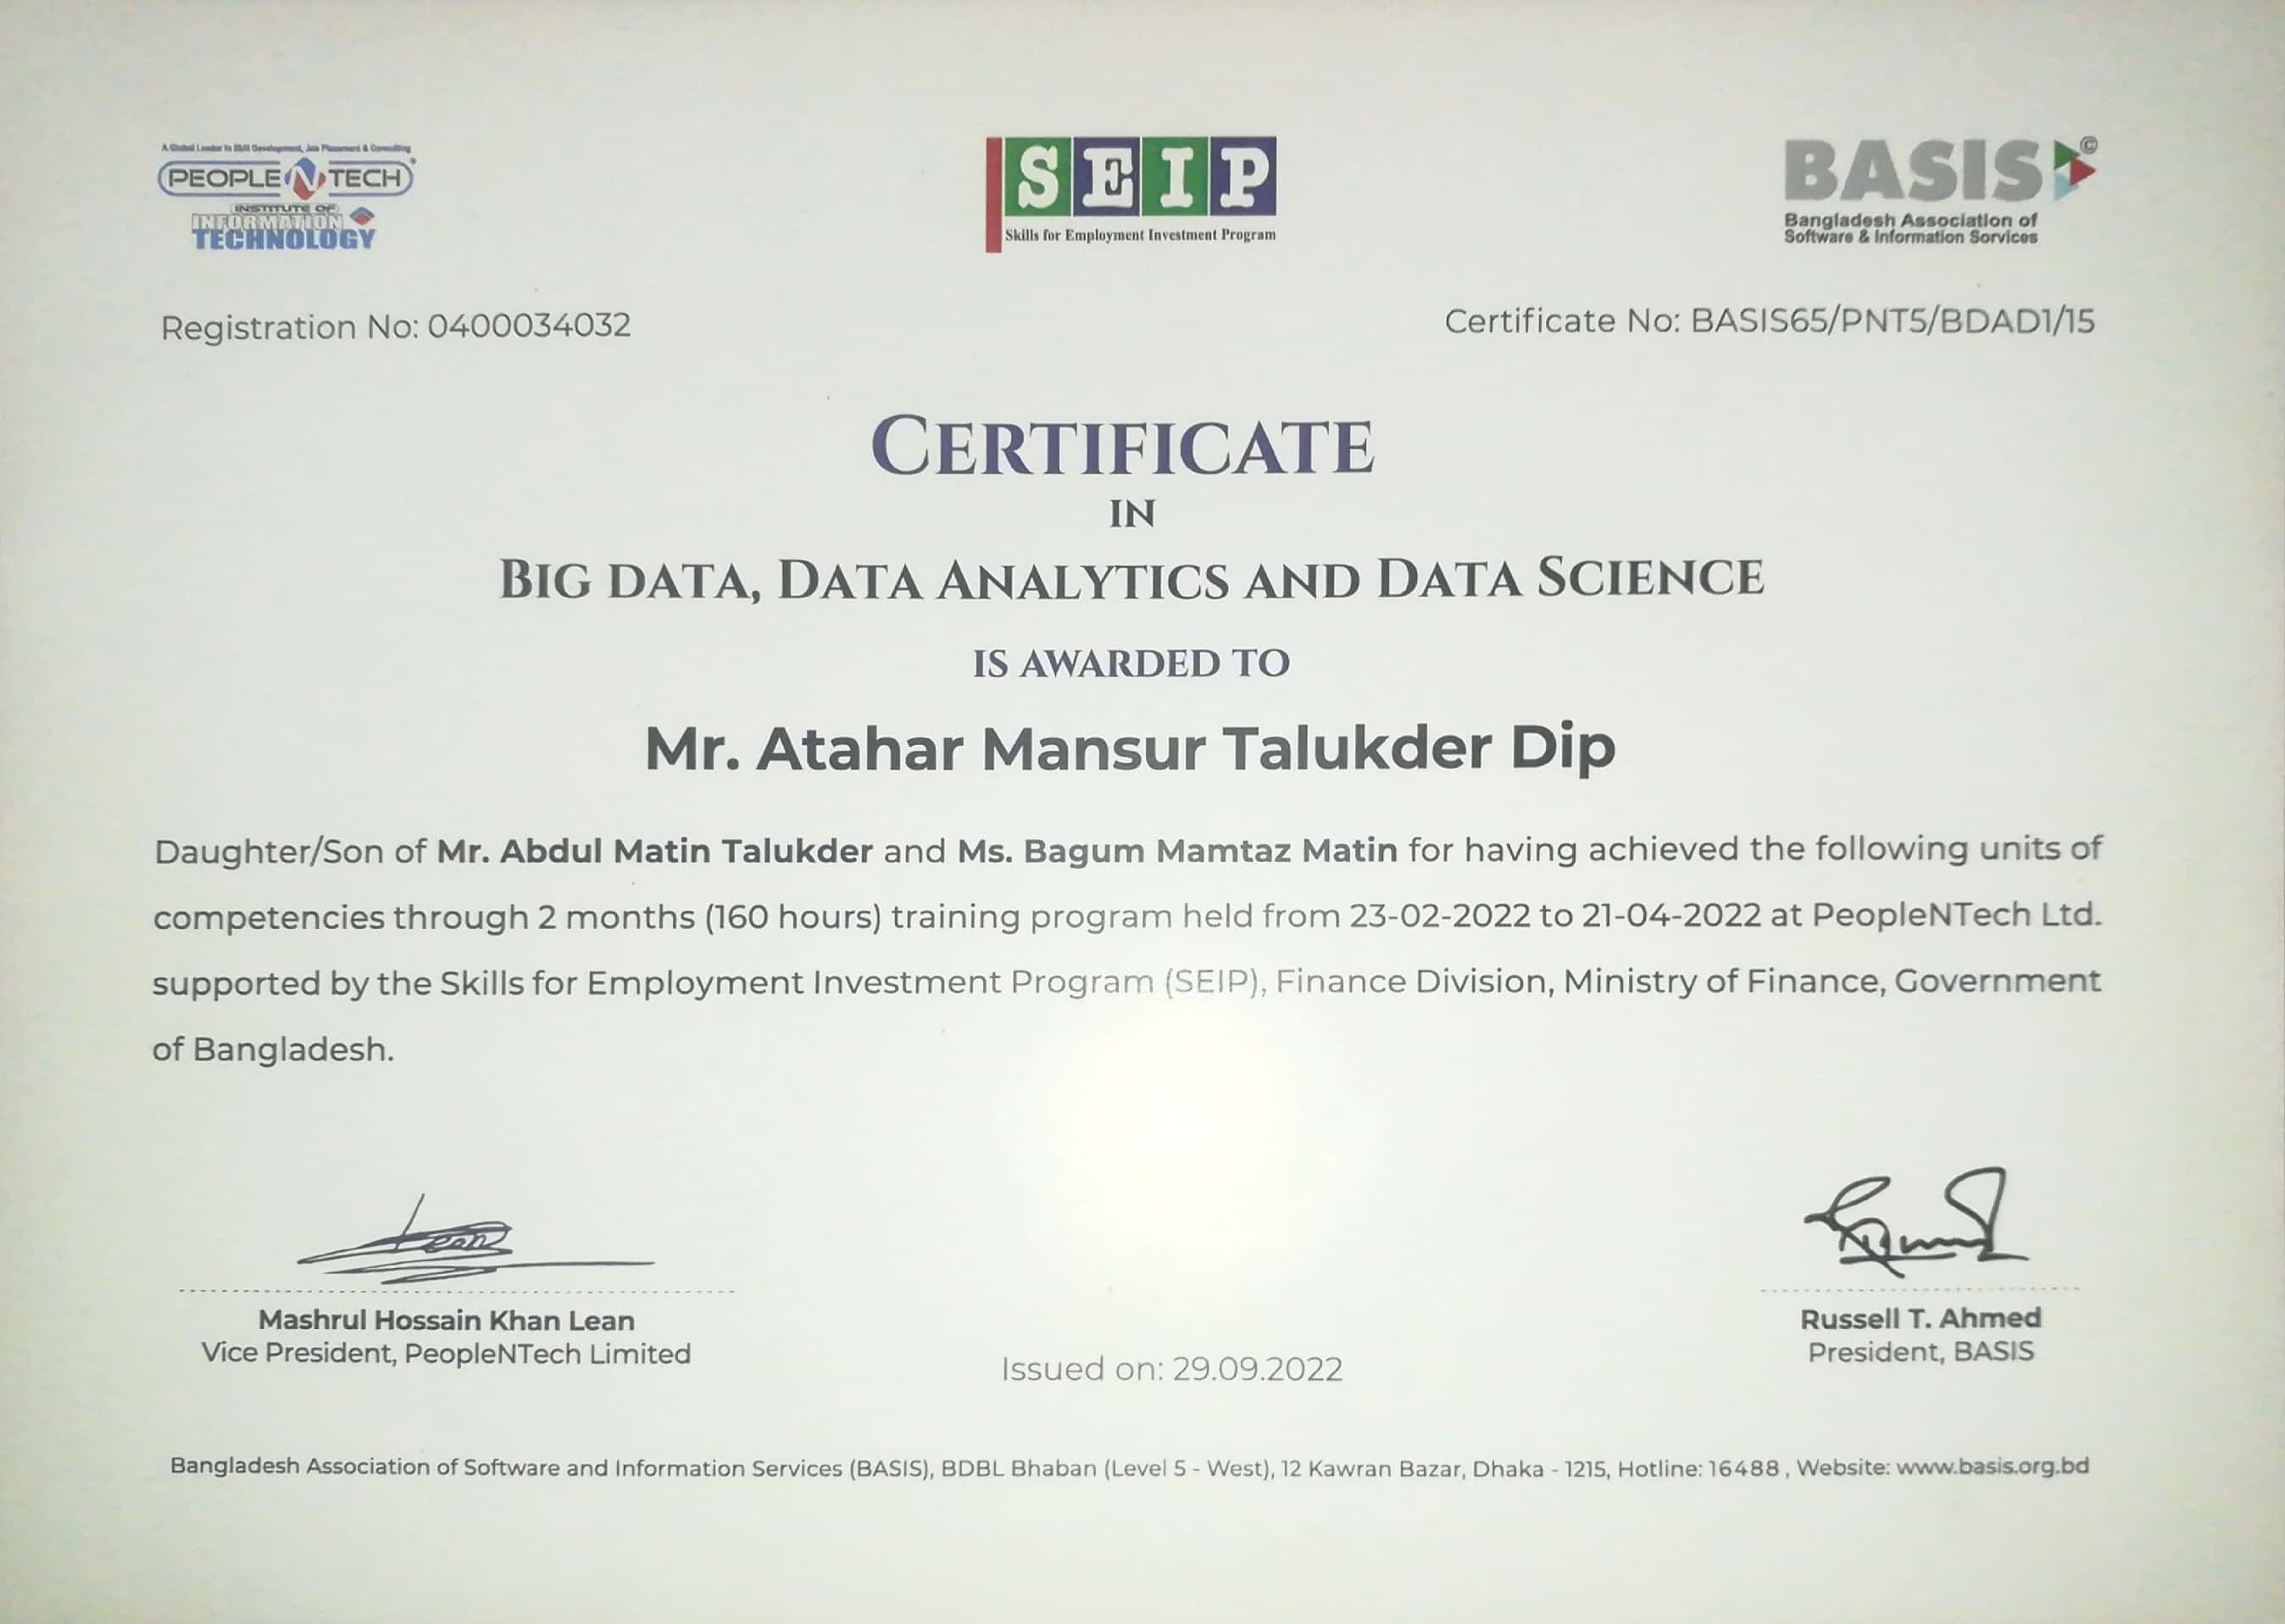 A Global Leader in Skill Development, Job Placement & Consulting
PEOPLE N TECH
INSTITUTE OF
INFORMATION
TECHNOLOGY
SEIP
Skills for Employment Investment Program
BASIS ©
Bangladesh Association of
Software & Information Services
Registration No: 0400034032
Certificate No: BASIS65/PNT5/BDAD1/15
CERTIFICATE
IN
BIG DATA, DATA ANALYTICS AND DATA SCIENCE
IS AWARDED TO
Mr. Atahar Mansur Talukder Dip
Daughter/Son of Mr. Abdul Matin Talukder and Ms. Bagum Mamtaz Matin for having achieved the following units of
competencies through 2 months (160 hours) training program held from 23-02-2022 to 21-04-2022 at PeopleNTech Ltd.
supported by the Skills for Employment Investment Program (SEIP), Finance Division, Ministry of Finance, Government
of Bangladesh.
Lean
Mashrul Hossain Khan Lean
Vice President, PeopleNTech Limited
Issued on: 29.09.2022
Russell T. Ahmed
President, BASIS
Bangladesh Association of Software and Information Services (BASIS), BDBL Bhaban (Level 5 - West), 12 Kawran Bazar, Dhaka - 1215, Hotline: 16488 , Website: www.basis.org.bd